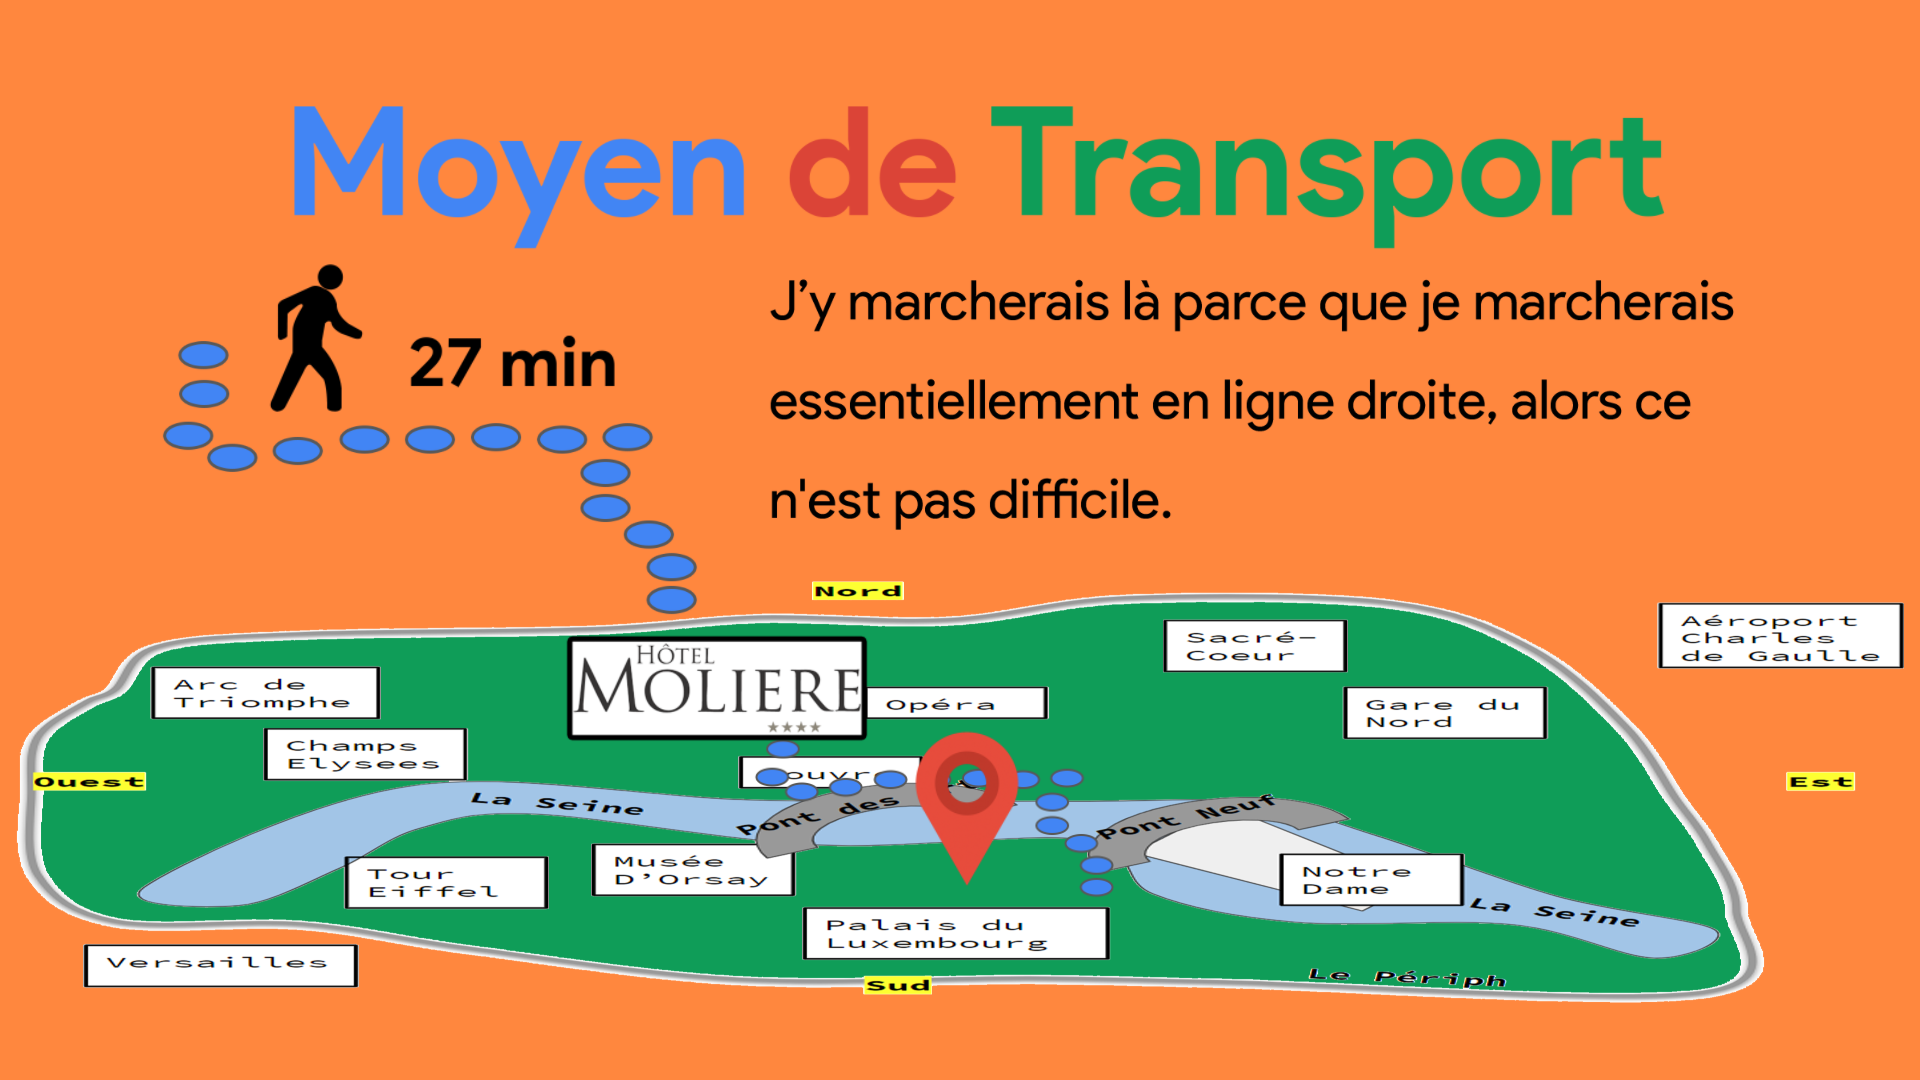 Moyen de Transport
27 min
J’y marcherais là parce que je marcherais
essentiellement en ligne droite, alors ce
n'est pas difficile.
Nord
Aéroport
Charles
de Gaulle
Sacré-
Coeur
HÔTEL
MOLIERE
Arc de
Triomphe
Opéra
Gare du
Nord
Champs
Elysees
Ouest
Est
La Seine
Pont des
Pont Neuf
Musée
D’Orsay
Tour
Eiffel
Notre
Dame
La Seine
Palais du
Luxembourg
Versailles
Le Périph
Sud